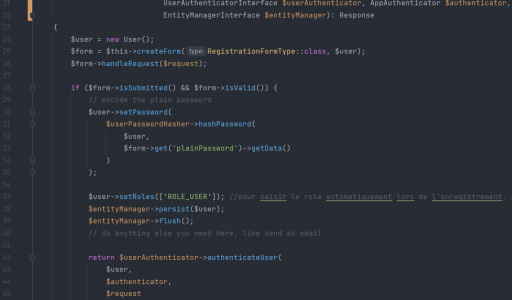 21 UserAuthenticatorInterface $userAuthenticator, AppAuthenticator $authenticator,
EntityManagerInterface $entityManager): Response
23 {
24 $user = new User();
25 $form = $this->createForm( type: RegistrationFormType::class, $user);
26 $form->handleRequest($request);
27
28 if ($form->isSubmitted() && $form->isValid()) {
29 // encode the plain password
30 $user->setPassword(
31 $userPasswordHasher->hashPassword(
32 $user,
33 $form->get('plainPassword')->getData()
34 )
35 );
36
37 $user->setRoles(['ROLE_USER']); //pour saisir le role automatiquement lors de l'enregistrement.
38 $entityManager->persist($user);
39 $entityManager->flush();
40 // do anything else you need here, like send an email
41
42 return $userAuthenticator->authenticateUser(
43 $user,
44 $authenticator,
45 $request